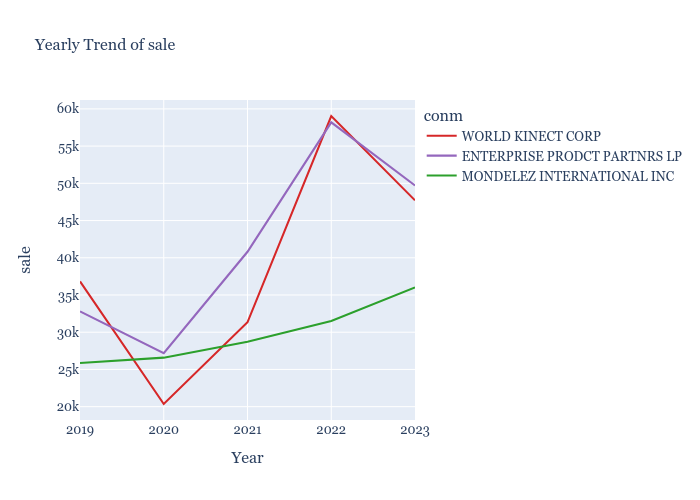 Yearly Trend of sale
60k
55k
50k
45k
40k
35k
30k
25k
20k
sale
2019 2020 2021 2022 2023
Year
conm
WORLD KINECT CORP
ENTERPRISE PRODCT PARTNRS LP
MONDELEZ INTERNATIONAL INC